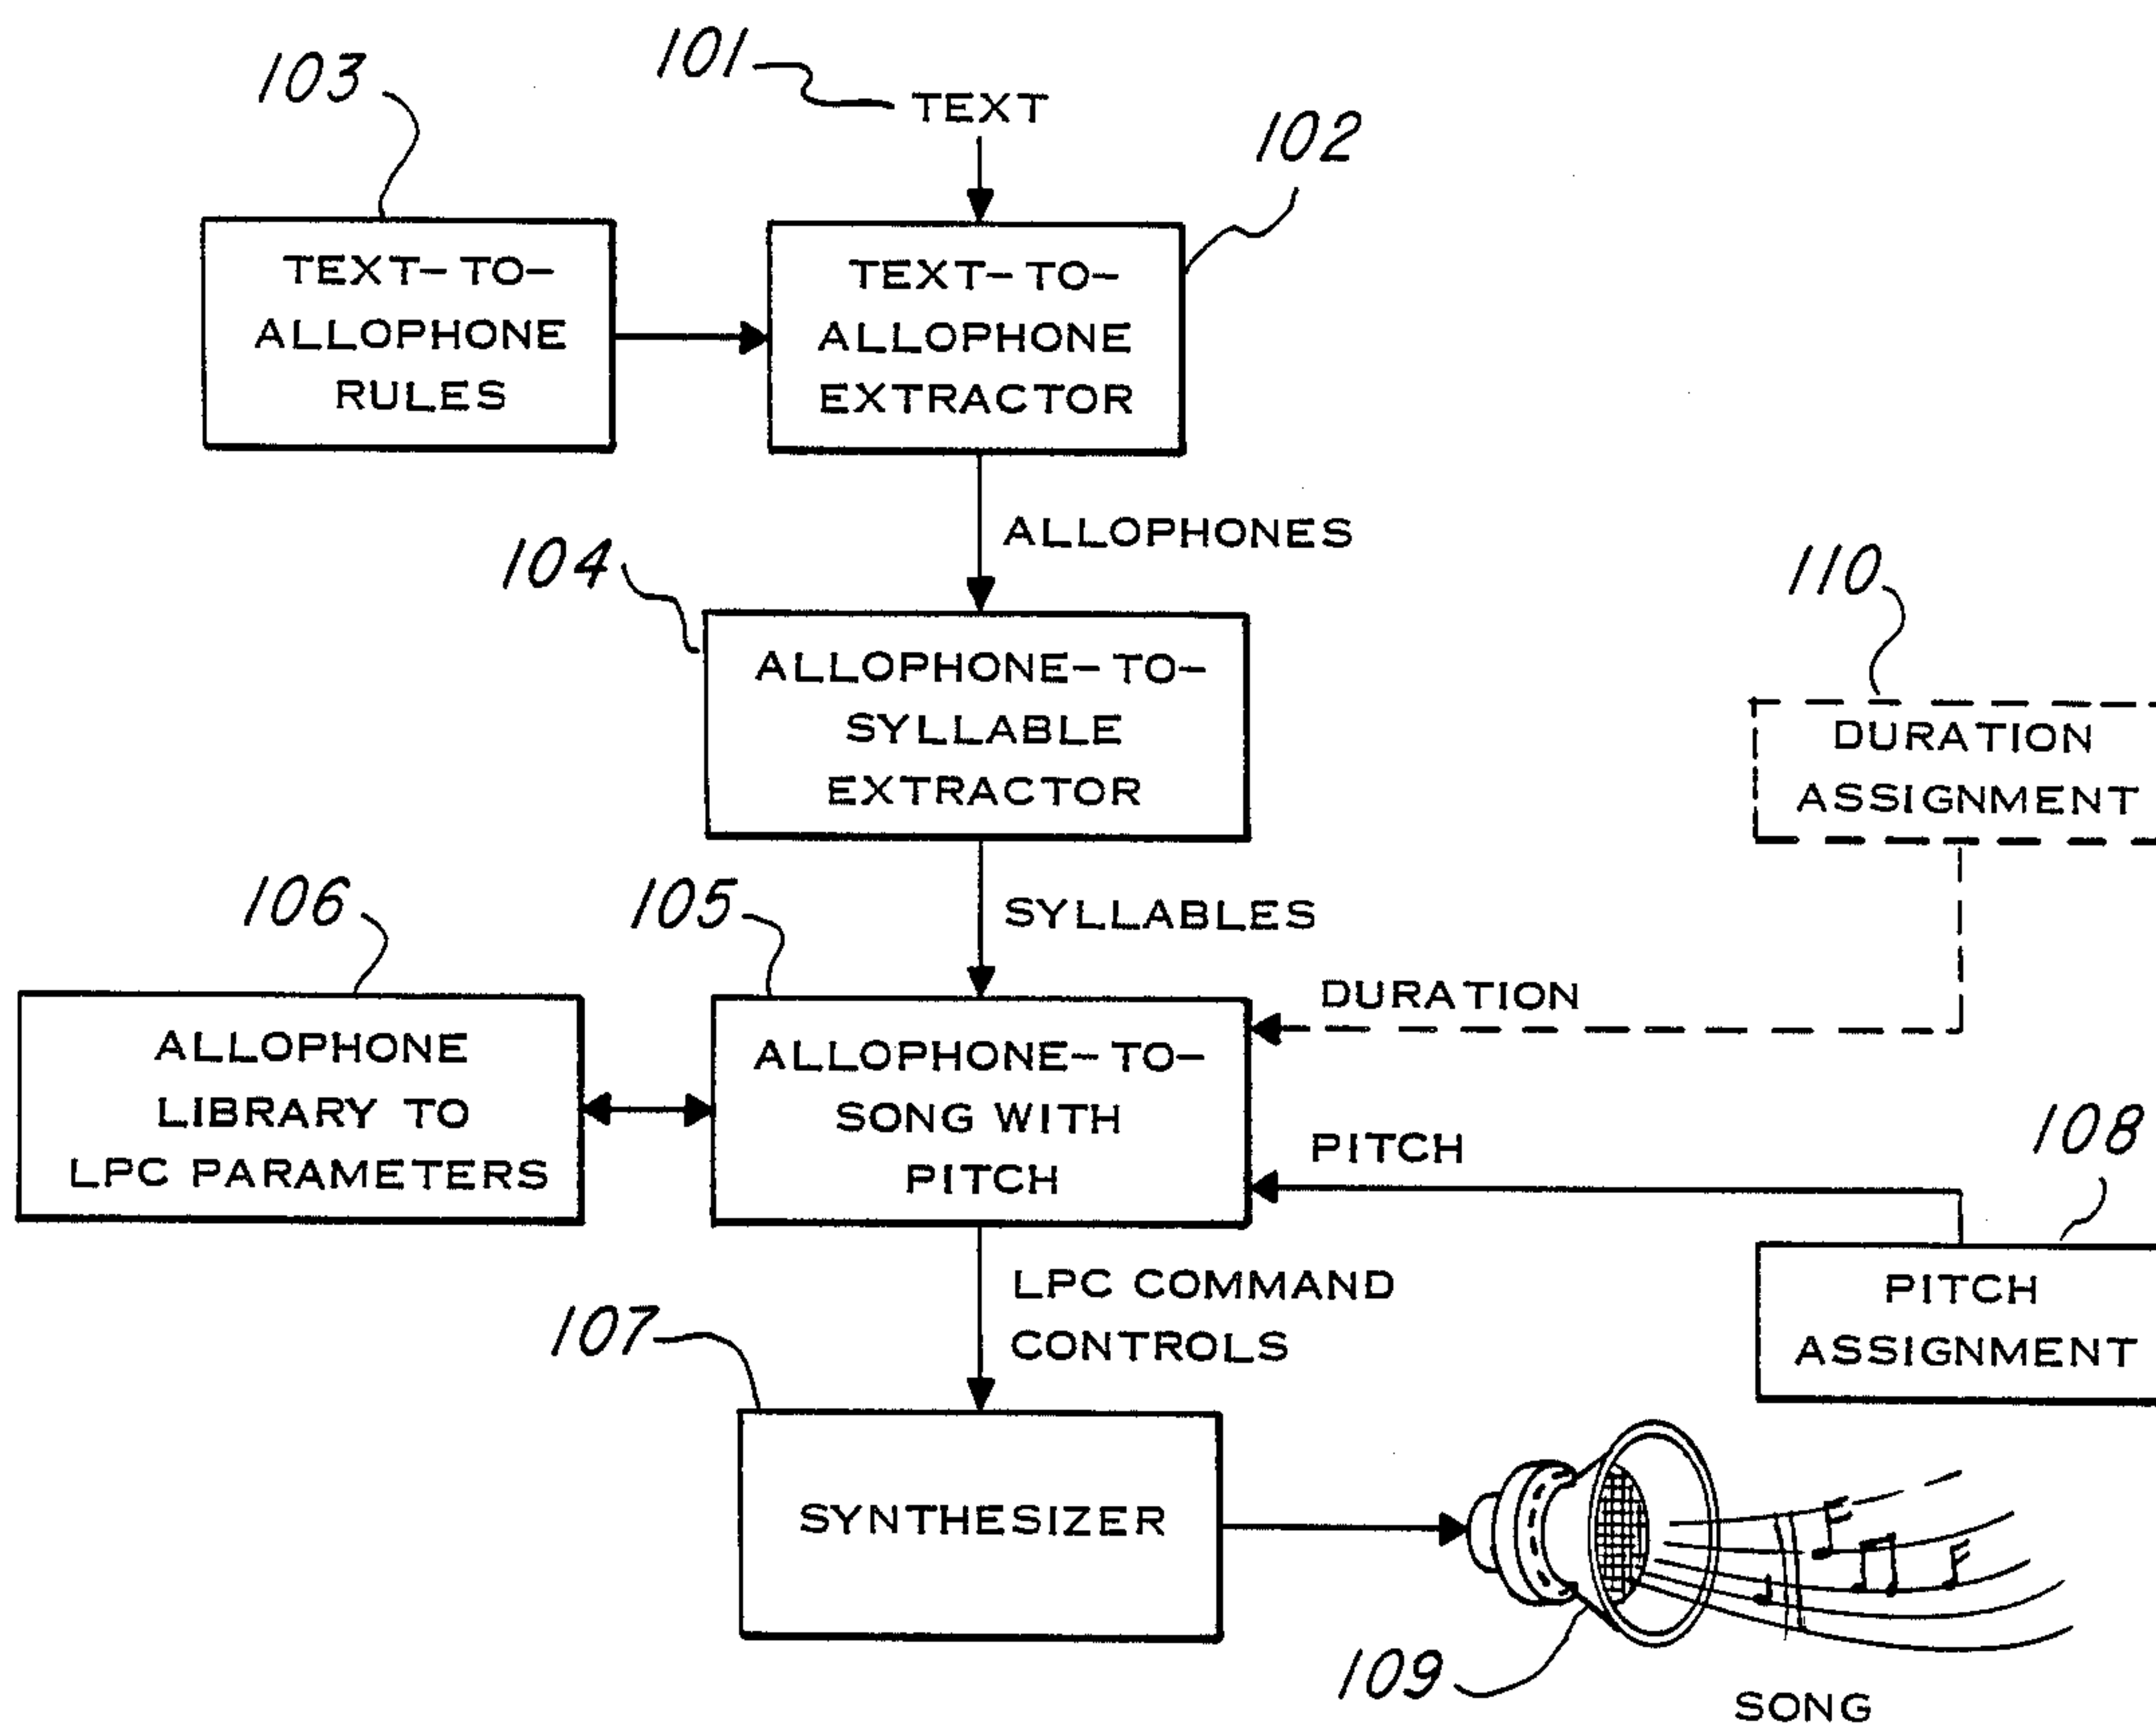 103
101
TEXT
102
TEXT-TO-
ALLOPHONE
RULES
TEXT-TO-
ALLOPHONE
EXTRACTOR
ALLOPHONES
104
ALLOPHONE-TO-
SYLLABLE
EXTRACTOR
110
DURATION
ASSIGNMENT
SYLLABLES
106
105
DURATION
ALLOPHONE
LIBRARY TO
LPC PARAMETERS
ALLOPHONE-TO-
SONG WITH
PITCH
PITCH
108
PITCH
ASSIGNMENT
LPC COMMAND
CONTROLS
107
SYNTHESIZER
109
SONG